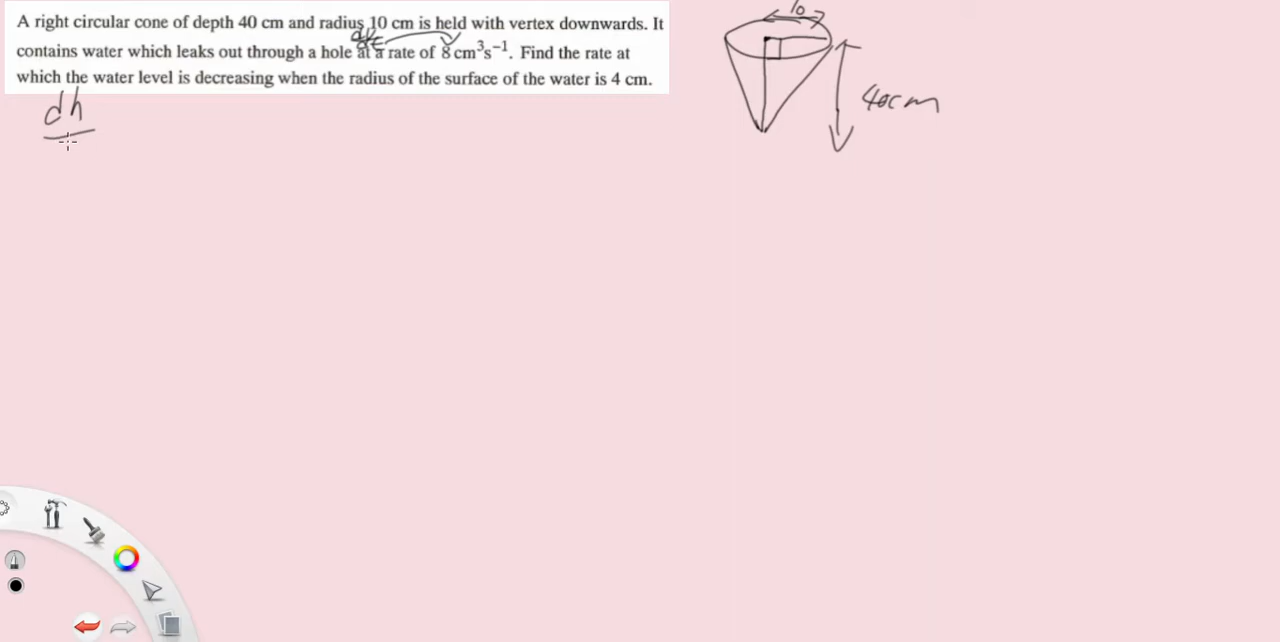 A right circular cone of depth 40 cm and radius 10 cm is held with vertex downwards. It
contains water which leaks out through a hole at a rate of 8 cm³s⁻¹. Find the rate at
which the water level is decreasing when the radius of the surface of the water is 4 cm.
dh
10
40cm